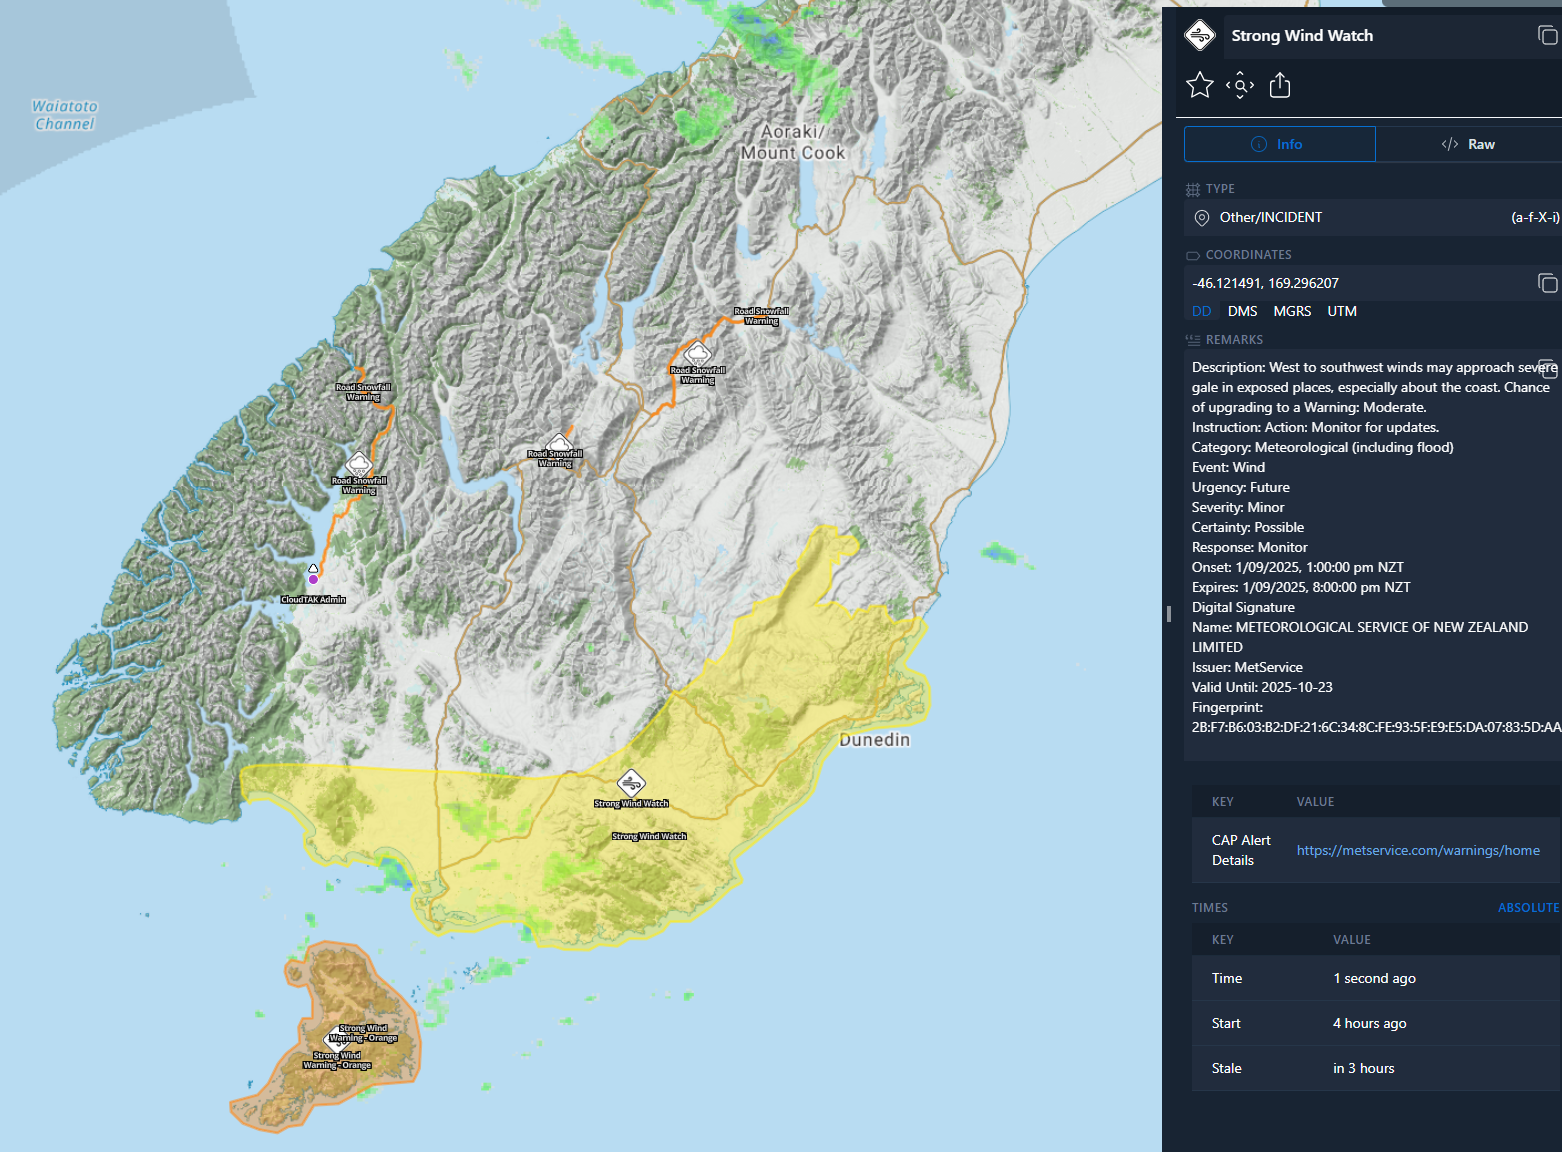 Waiatoto
Channel
Aoraki/
Mount Cook
Road Snowfall
Warning
Road Snowfall
Warning
Road Snowfall
Warning
Road Snowfall
Warning
Road Snowfall
Warning
CloudTAK Admin
Dunedin
Strong Wind Watch
Strong Wind Watch
Strong Wind
Warning - Orange
Strong Wind
Warning - Orange
Strong Wind Watch
Info
</> Raw
TYPE
Other/INCIDENT (a-f-X-i)
COORDINATES
-46.121491, 169.296207
DD DMS MGRS UTM
REMARKS
Description: West to southwest winds may approach severe
gale in exposed places, especially about the coast. Chance
of upgrading to a Warning: Moderate.
Instruction: Action: Monitor for updates.
Category: Meteorological (including flood)
Event: Wind
Urgency: Future
Severity: Minor
Certainty: Possible
Response: Monitor
Onset: 1/09/2025, 1:00:00 pm NZT
Expires: 1/09/2025, 8:00:00 pm NZT
Digital Signature
Name: METEOROLOGICAL SERVICE OF NEW ZEALAND
LIMITED
Issuer: MetService
Valid Until: 2025-10-23
Fingerprint:
2B:F7:B6:03:B2:DF:21:6C:34:8C:FE:93:5F:E9:E5:DA:07:83:5D:AA
KEY VALUE
CAP Alert
Details
https://metservice.com/warnings/home
TIMES ABSOLUTE
KEY VALUE
Time 1 second ago
Start 4 hours ago
Stale in 3 hours